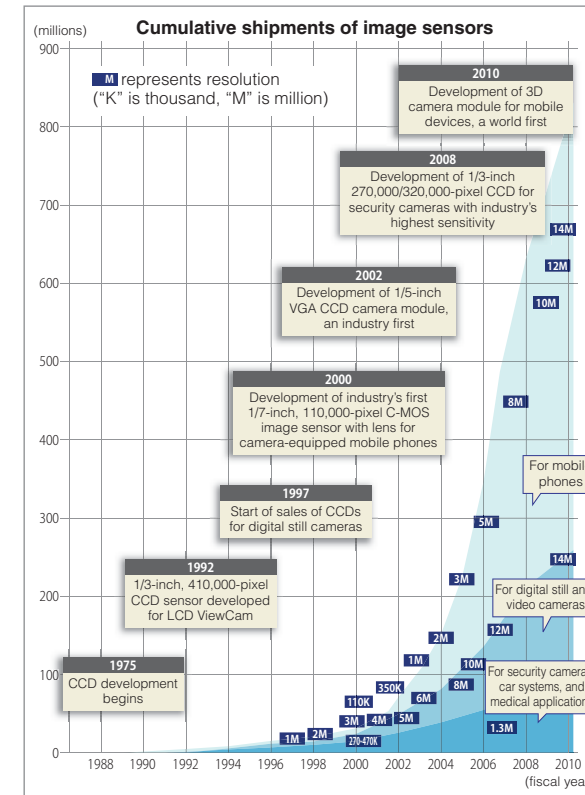 Cumulative shipments of image sensors
(millions)
900
M represents resolution
(“K” is thousand, “M” is million)
2010
Development of 3D
camera module for mobile
devices, a world first
800
2008
Development of 1/3-inch
270,000/320,000-pixel CCD for
security cameras with industry’s
highest sensitivity
700
14M
12M
600
10M
2002
Development of 1/5-inch
VGA CCD camera module,
an industry first
500
8M
2000
Development of industry’s first
1/7-inch, 110,000-pixel C-MOS
image sensor with lens for
camera-equipped mobile phones
400
For mobil
phones
1997
Start of sales of CCDs
for digital still cameras
300
5M
14M
1992
1/3-inch, 410,000-pixel
CCD sensor developed
for LCD ViewCam
3M
For digital still an
video cameras
200
12M
2M
1975
CCD development
begins
1M
10M
For security camera
car systems, and
medical application
100
350K
8M
110K
6M
3M
4M
5M
1.3M
2M
1M
270-470K
0
1988 1990 1992 1994 1996 1998 2000 2002 2004 2006 2008 2010
(fiscal yea